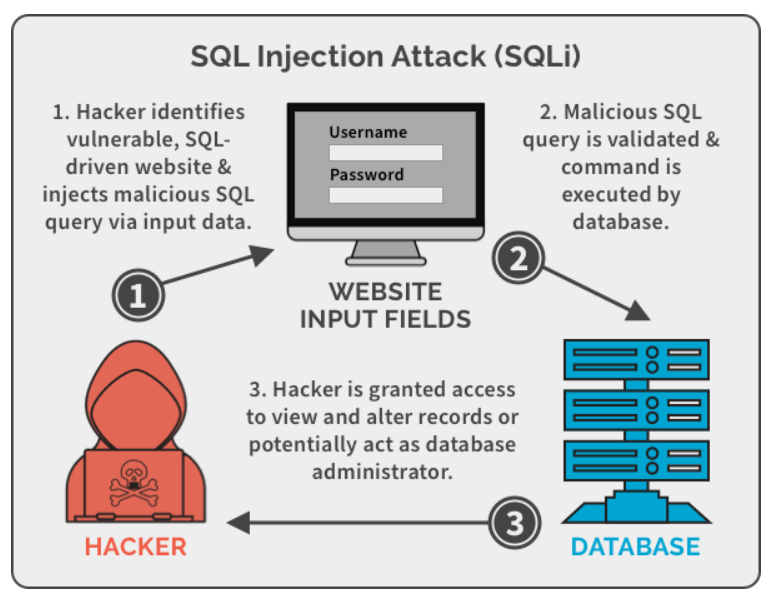 SQL Injection Attack (SQLi)
1. Hacker identifies
vulnerable, SQL-
driven website &
injects malicious SQL
query via input data.
Username
Password
2. Malicious SQL
query is validated &
command is
executed by
database.
1
2
WEBSITE
INPUT FIELDS
3. Hacker is granted access
to view and alter records or
potentially act as database
administrator.
3
HACKER
DATABASE